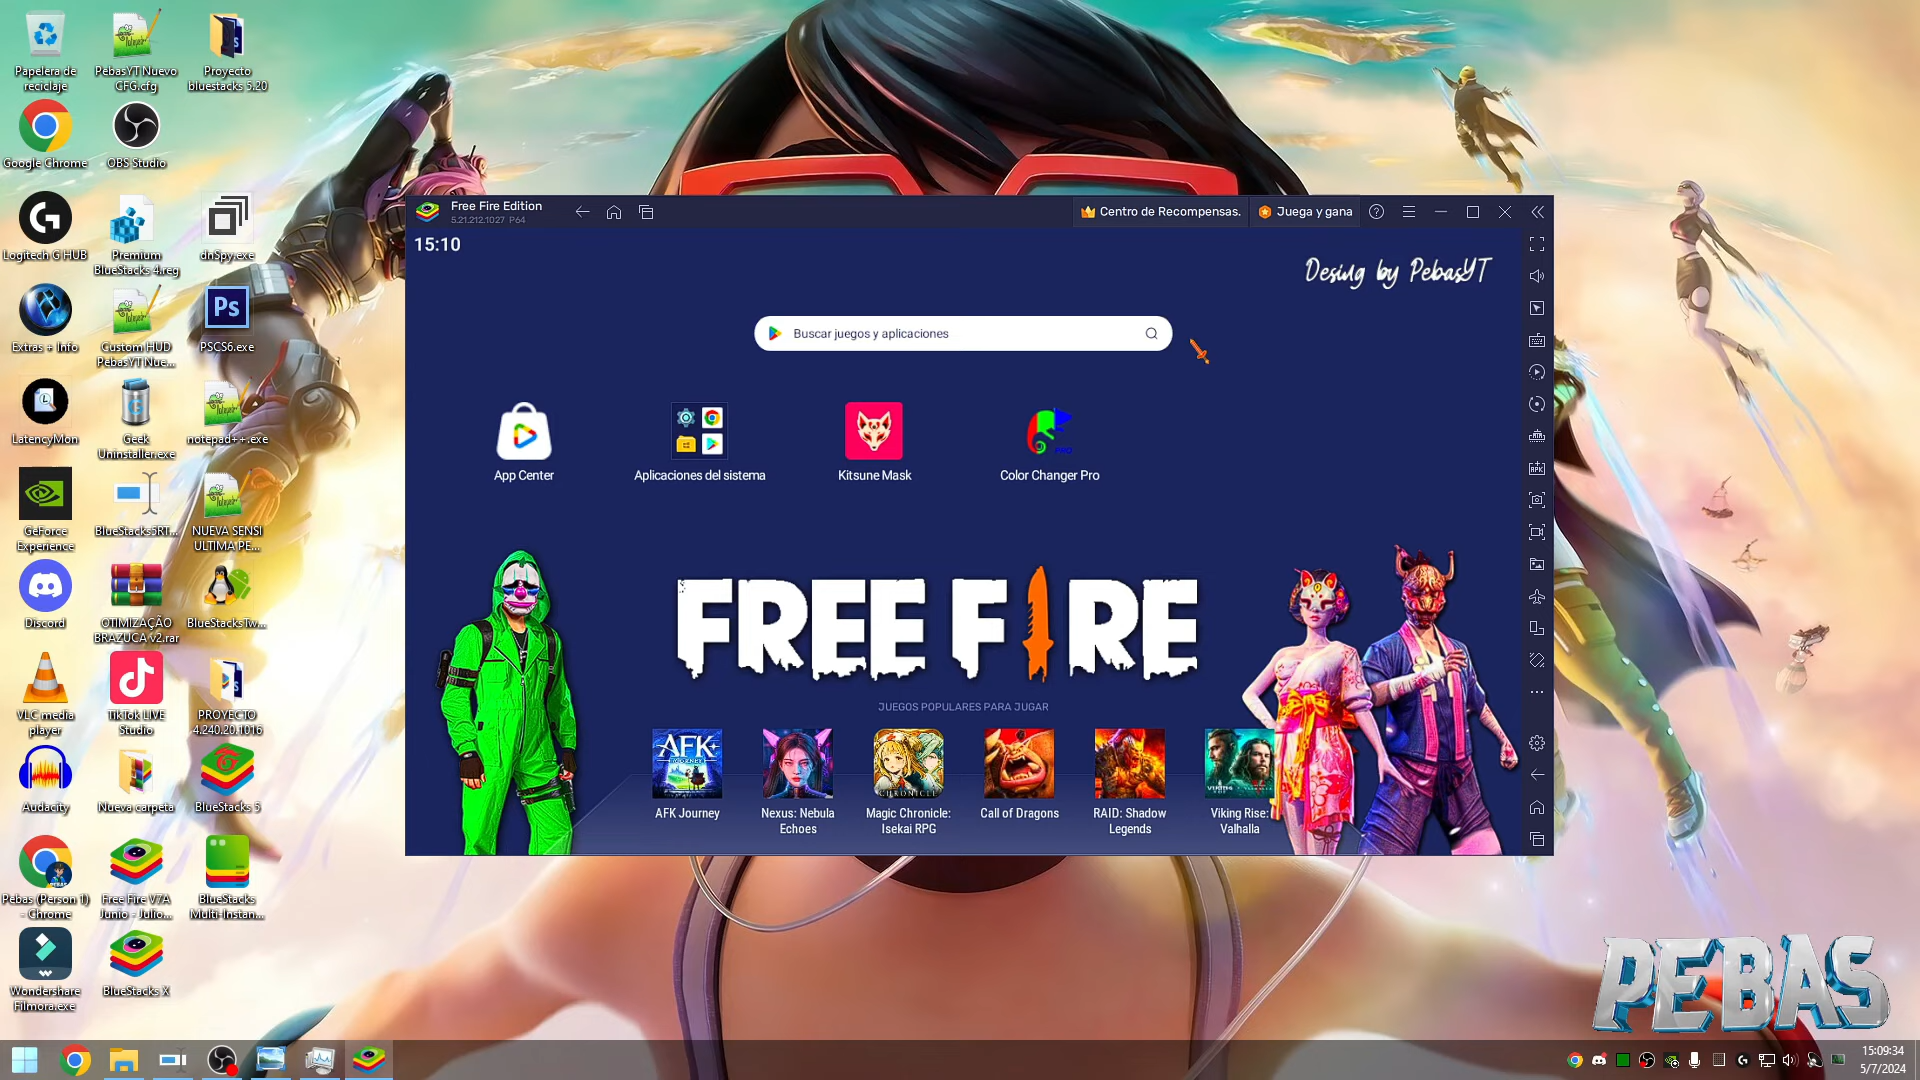 Papelera de
reciclaje
PebasYT Nuevo
CFG.cfg
Proyecto
bluestacks 5.20
Google Chrome
OBS Studio
Logitech G HUB
Premium
BlueStacks 4.reg
dnSpy.exe
Extras + Info
Custom HUD
PebasYT Nue...
Ps
PSCS6.exe
LatencyMon
Geek
Uninstaller.exe
notepad++.exe
GeForce
Experience
BlueStacks5RT...
NUEVA SENSI
ULTIMA PE...
Discord
OTIMIZAÇÃO
BRAZUCA v2.rar
BlueStacksTw...
VLC media
player
TikTok LIVE
Studio
PROYECTO
4.240.20.1016
Audacity
Nueva carpeta
BlueStacks 5
Pebas (Person 1)
- Chrome
Free Fire V7A
Junio - Julio...
BlueStacks
Multi-Instan...
Wondershare
Filmora.exe
BlueStacks X
Free Fire Edition
5.21.212.1027 P64
Centro de Recompensas.
Juega y gana
15:10
Desing by PebasYT
Buscar juegos y aplicaciones
App Center
Aplicaciones del sistema
Kitsune Mask
PRO
Color Changer Pro
FREE FIRE
JUEGOS POPULARES PARA JUGAR
AFK
JOURNEY
CHRONICLE
AFK Journey
Nexus: Nebula
Echoes
Magic Chronicle:
Isekai RPG
Call of Dragons
RAID: Shadow
Legends
Viking Rise:
Valhalla
APK
PEBAS
15:09:34
5/7/2024